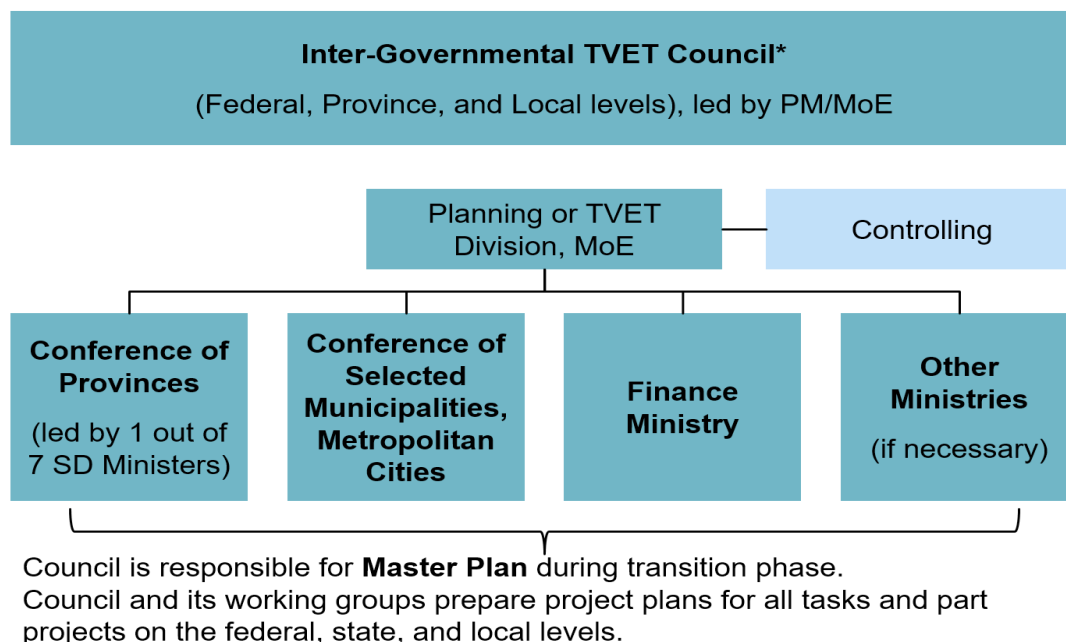 Inter-Governmental TVET Council*
(Federal, Province, and Local levels), led by PM/MoE
Planning or TVET
Division, MoE
Controlling
Conference of
Provinces
(led by 1 out of
7 SD Ministers)
Conference of
Selected
Municipalities,
Metropolitan
Cities
Finance
Ministry
Other
Ministries
(if necessary)
Council is responsible for Master Plan during transition phase.
Council and its working groups prepare project plans for all tasks and part
projects on the federal, state, and local levels.